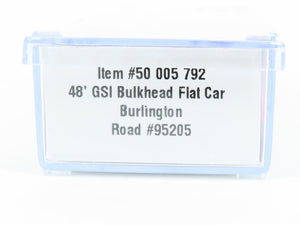 Item #50 005 792
48' GSI Bulkhead Flat Car
Burlington
Road #95205